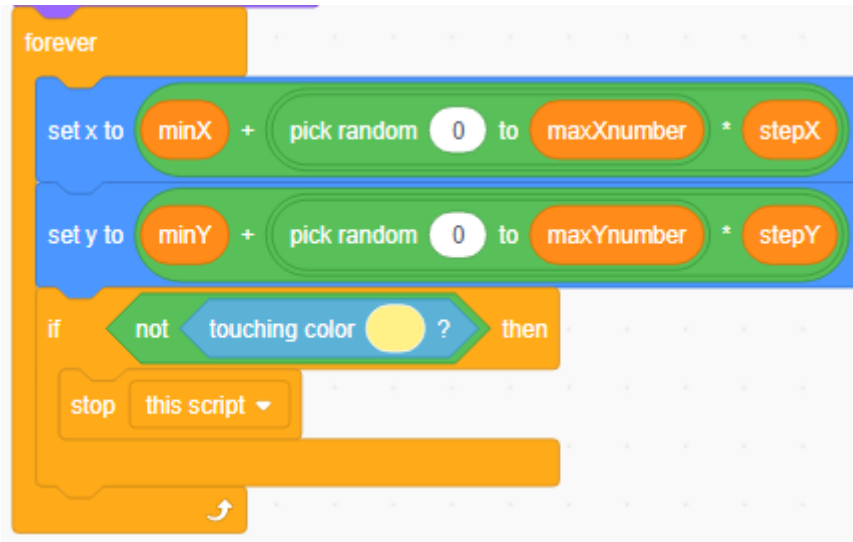 forever
set x to minX + pick random 0 to maxXnumber * stepX
set y to minY + pick random 0 to maxYnumber * stepY
if not touching color ? then
stop this script